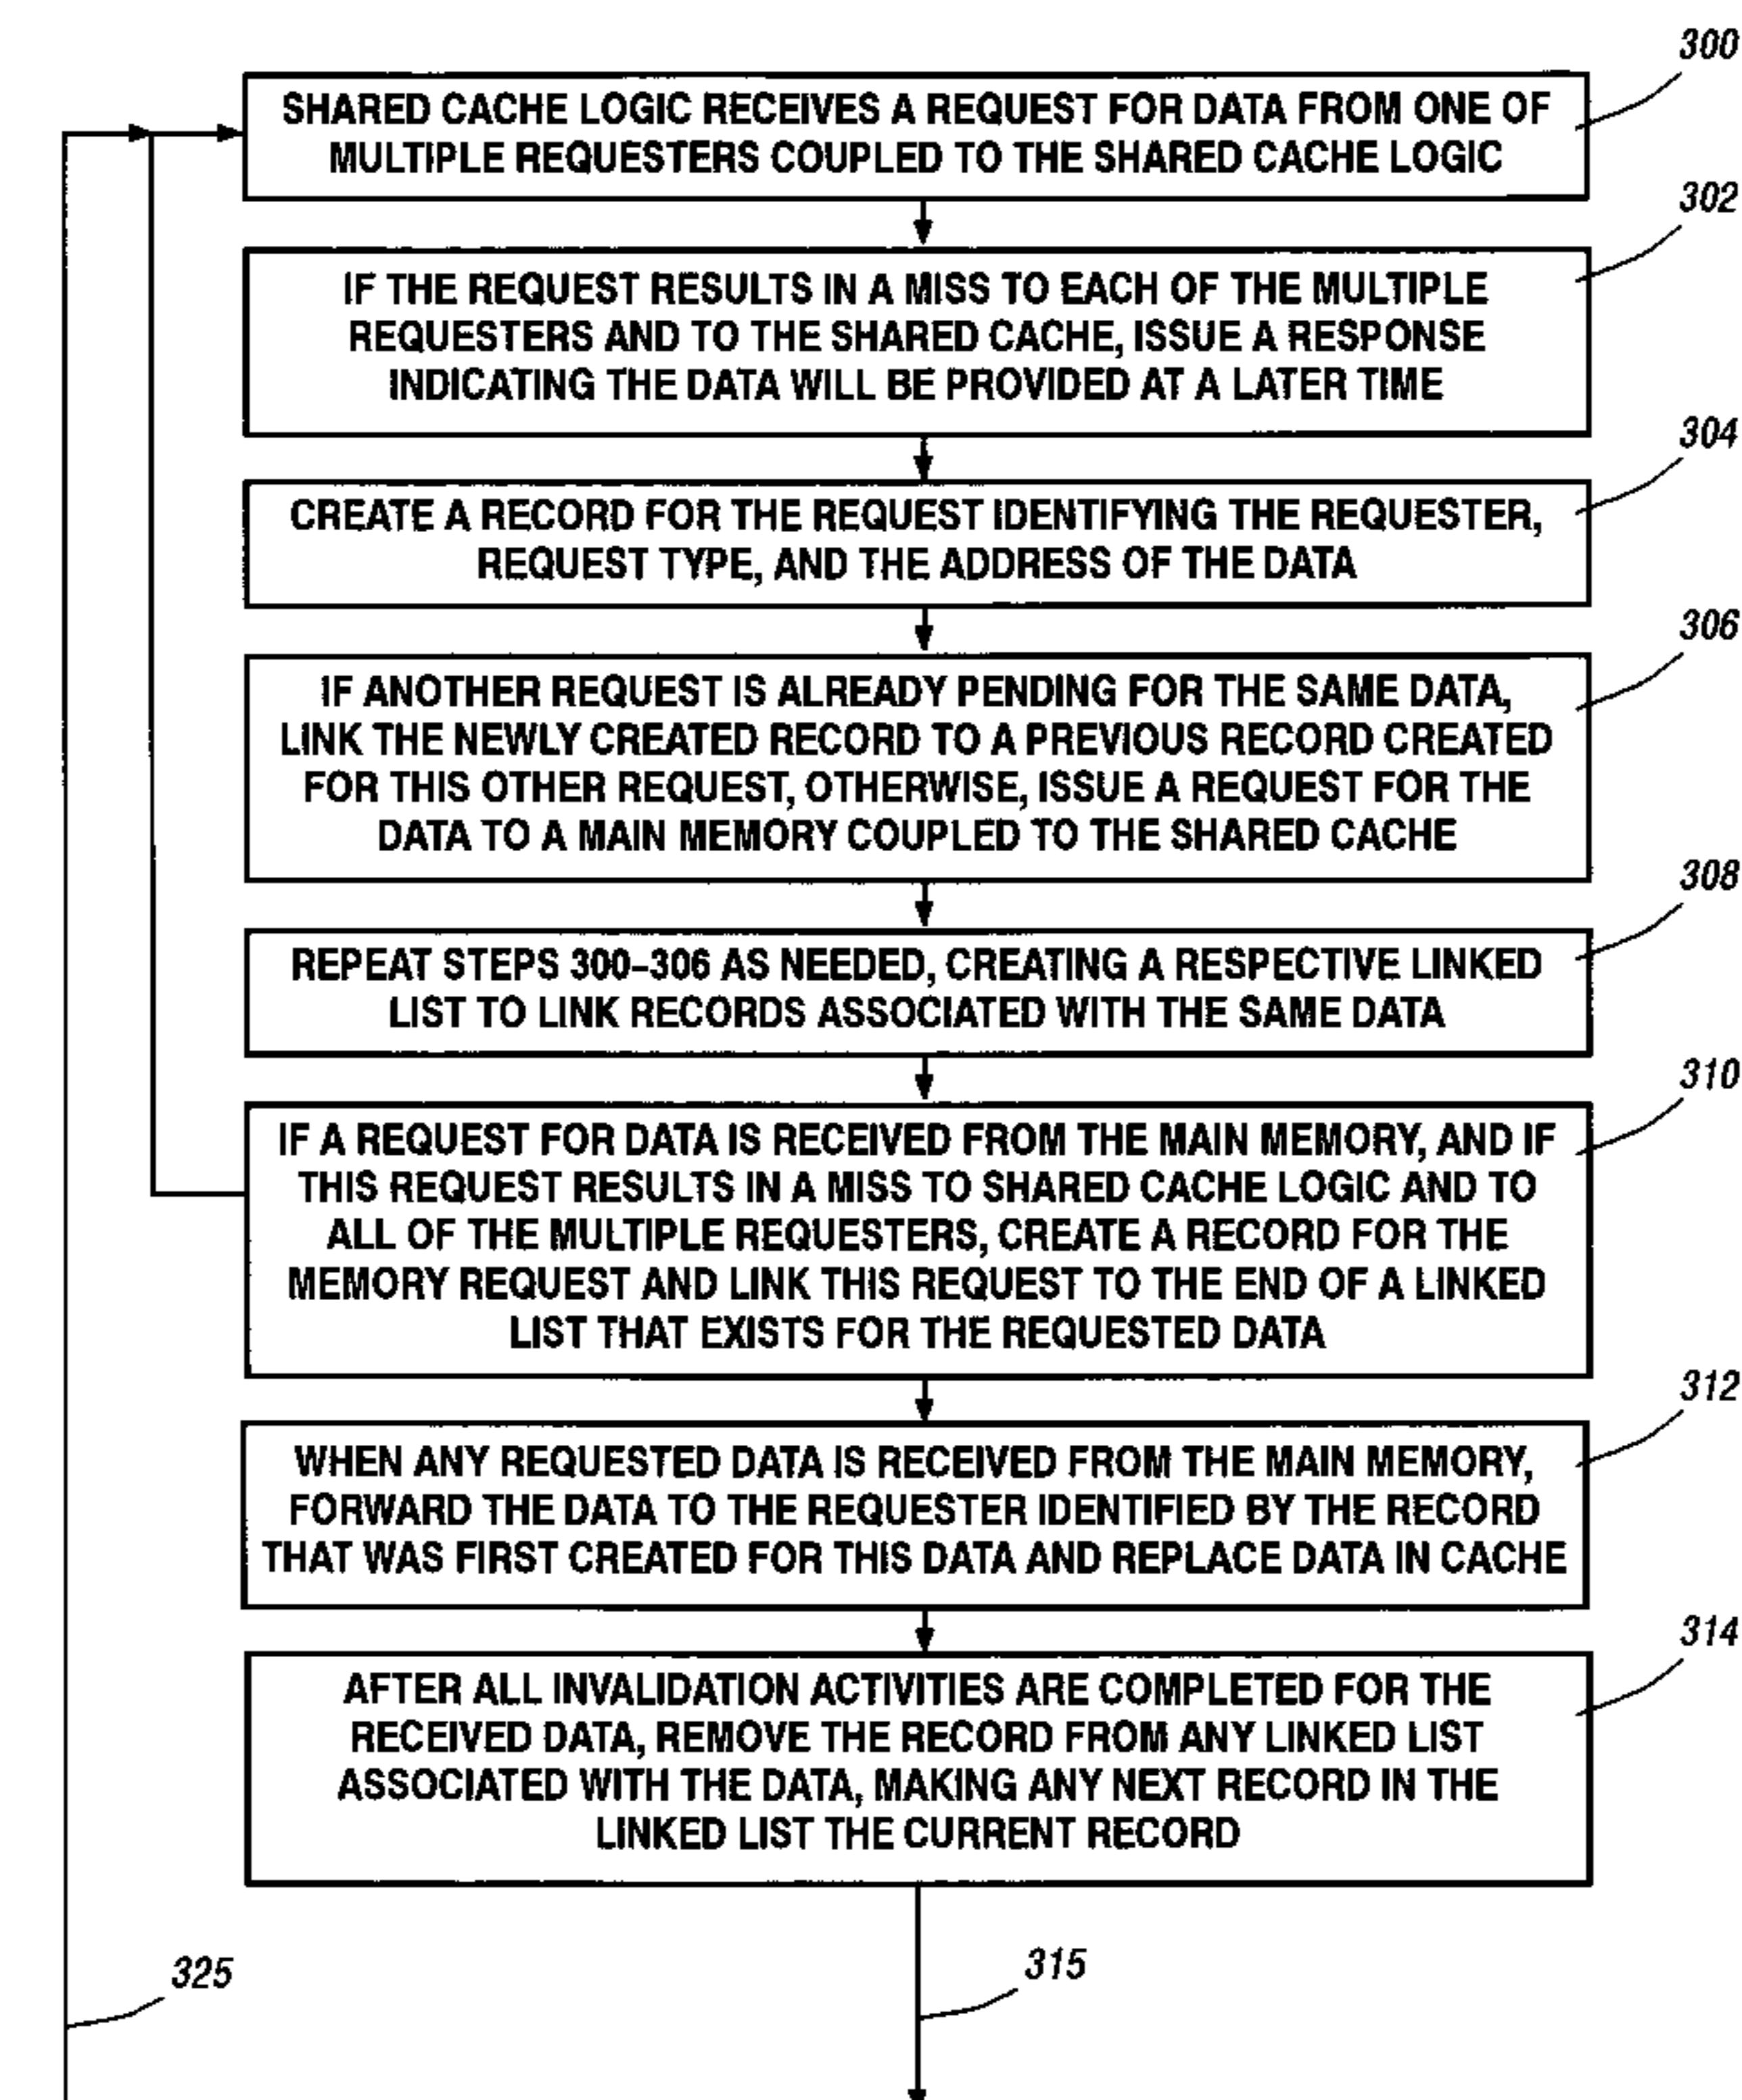 300
SHARED CACHE LOGIC RECEIVES A REQUEST FOR DATA FROM ONE OF
MULTIPLE REQUESTERS COUPLED TO THE SHARED CACHE LOGIC
302
IF THE REQUEST RESULTS IN A MISS TO EACH OF THE MULTIPLE
REQUESTERS AND TO THE SHARED CACHE, ISSUE A RESPONSE
INDICATING THE DATA WILL BE PROVIDED AT A LATER TIME
304
CREATE A RECORD FOR THE REQUEST IDENTIFYING THE REQUESTER,
REQUEST TYPE, AND THE ADDRESS OF THE DATA
306
IF ANOTHER REQUEST IS ALREADY PENDING FOR THE SAME DATA,
LINK THE NEWLY CREATED RECORD TO A PREVIOUS RECORD CREATED
FOR THIS OTHER REQUEST, OTHERWISE, ISSUE A REQUEST FOR THE
DATA TO A MAIN MEMORY COUPLED TO THE SHARED CACHE
308
REPEAT STEPS 300–306 AS NEEDED, CREATING A RESPECTIVE LINKED
LIST TO LINK RECORDS ASSOCIATED WITH THE SAME DATA
310
IF A REQUEST FOR DATA IS RECEIVED FROM THE MAIN MEMORY, AND IF
THIS REQUEST RESULTS IN A MISS TO SHARED CACHE LOGIC AND TO
ALL OF THE MULTIPLE REQUESTERS, CREATE A RECORD FOR THE
MEMORY REQUEST AND LINK THIS REQUEST TO THE END OF A LINKED
LIST THAT EXISTS FOR THE REQUESTED DATA
312
WHEN ANY REQUESTED DATA IS RECEIVED FROM THE MAIN MEMORY,
FORWARD THE DATA TO THE REQUESTER IDENTIFIED BY THE RECORD
THAT WAS FIRST CREATED FOR THIS DATA AND REPLACE DATA IN CACHE
314
AFTER ALL INVALIDATION ACTIVITIES ARE COMPLETED FOR THE
RECEIVED DATA, REMOVE THE RECORD FROM ANY LINKED LIST
ASSOCIATED WITH THE DATA, MAKING ANY NEXT RECORD IN THE
LINKED LIST THE CURRENT RECORD
325
315